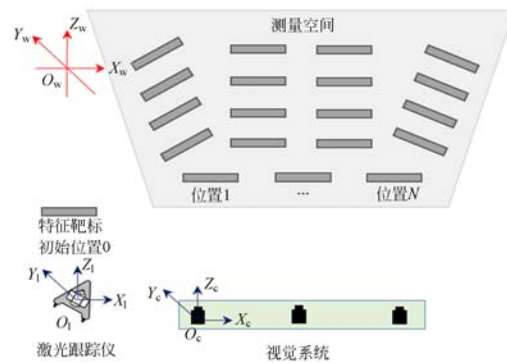 测量空间
Y_w
Z_w
X_w
O_w
位置1
...
位置N
特征靶标
初始位置0
Y_l
Z_l
X_l
O_l
激光跟踪仪
Y_c
Z_c
X_c
O_c
视觉系统